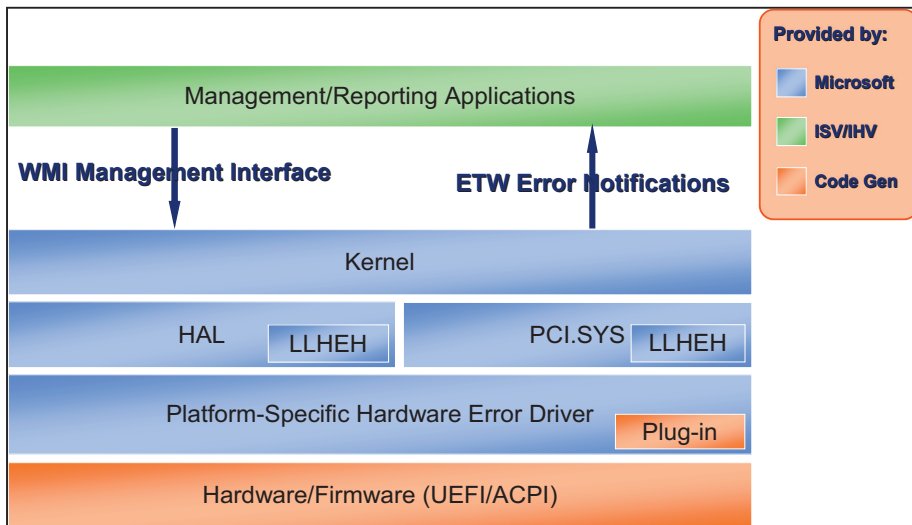 Provided by:
Microsoft
ISV/IHV
Code Gen
Management/Reporting Applications
WMI Management Interface
ETW Error Notifications
Kernel
HAL
LLHEH
PCI.SYS
LLHEH
Platform-Specific Hardware Error Driver
Plug-in
Hardware/Firmware (UEFI/ACPI)